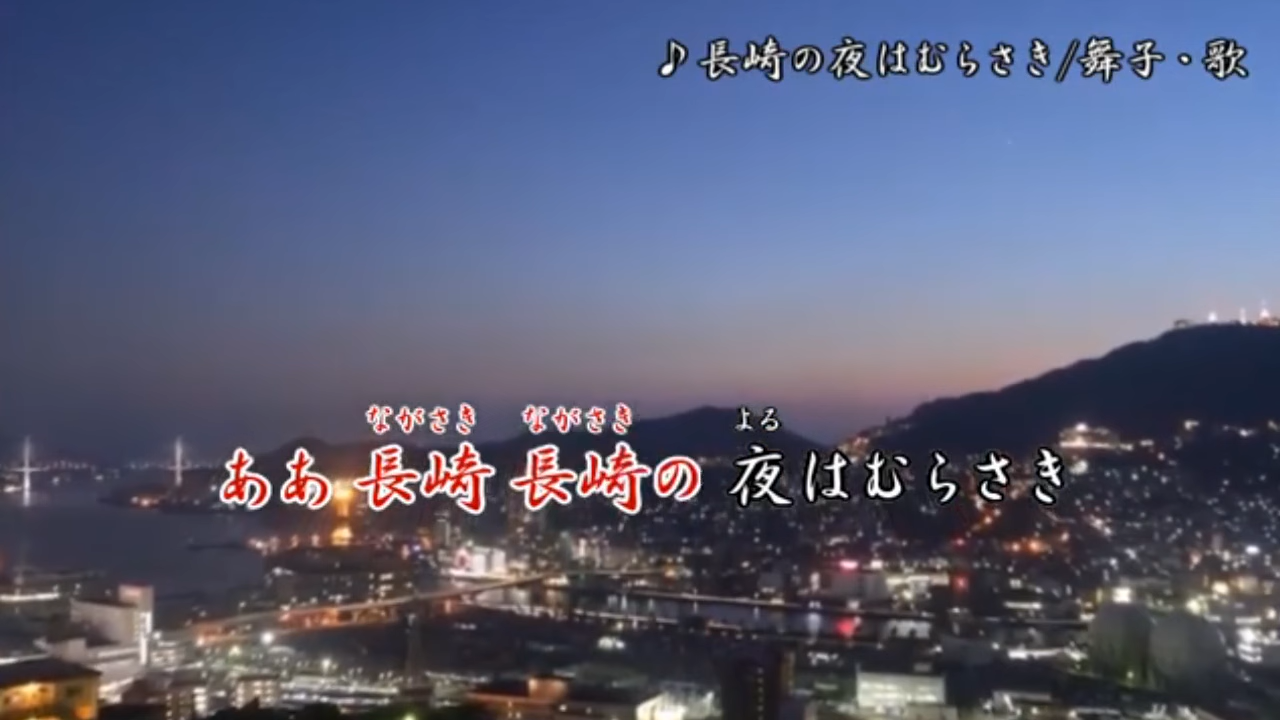 ♪長崎の夜はむらさき/舞子・歌
ながさき ながさき よる
ああ 長崎 長崎の 夜はむらさき